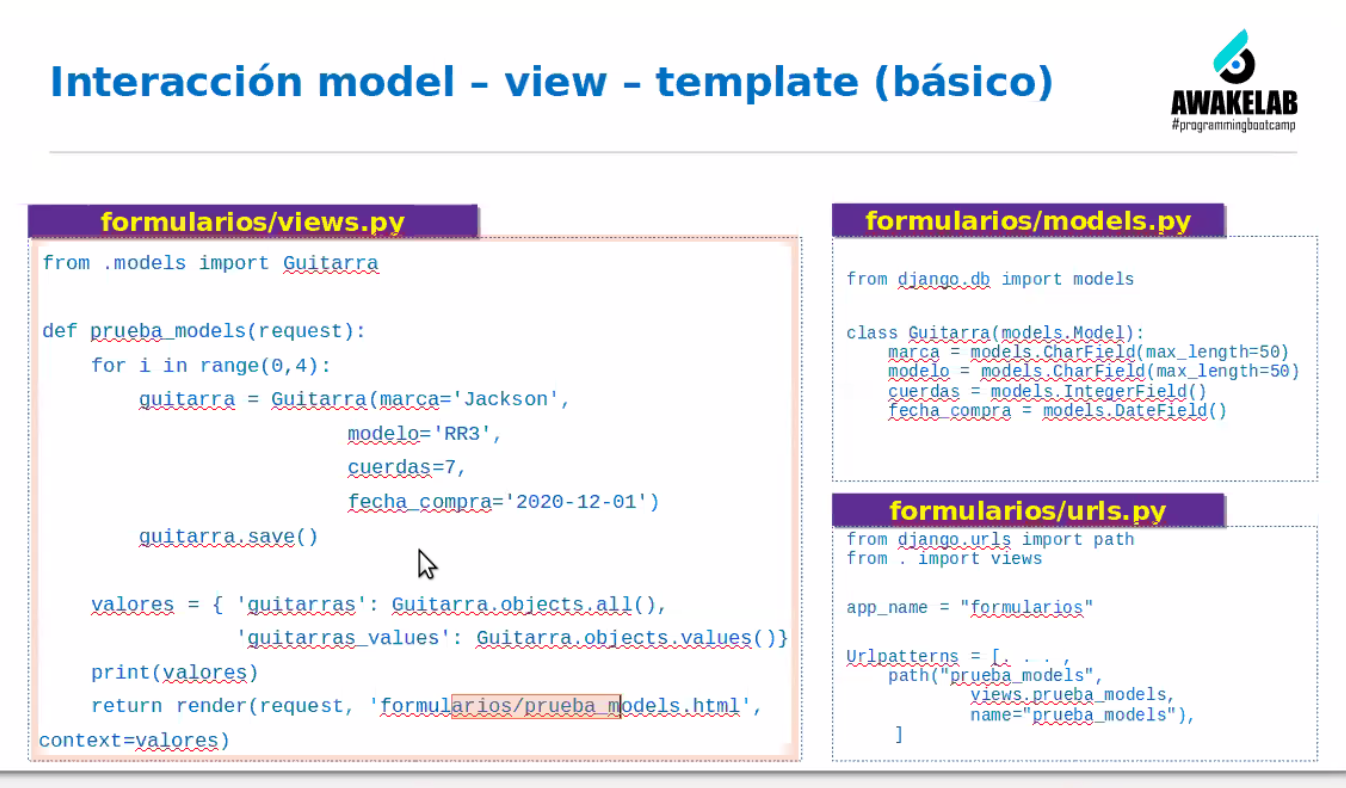 Interacción model – view – template (básico)
AWAKELAB
#programmingbootcamp
formularios/views.py
from .models import Guitarra
def prueba_models(request):
for i in range(0,4):
guitarra = Guitarra(marca='Jackson',
modelo='RR3',
cuerdas=7,
fecha_compra='2020-12-01')
guitarra.save()
valores = { 'guitarras': Guitarra.objects.all(),
'guitarras_values': Guitarra.objects.values()}
print(valores)
return render(request, 'formularios/prueba_models.html',
context=valores)
formularios/models.py
from django.db import models
class Guitarra(models.Model):
marca = models.CharField(max_length=50)
modelo = models.CharField(max_length=50)
cuerdas = models.IntegerField()
fecha_compra = models.DateField()
formularios/urls.py
from django.urls import path
from . import views
app_name = "formularios"
Urlpatterns = [. . . ,
path("prueba_models",
views.prueba_models,
name="prueba_models"),
]